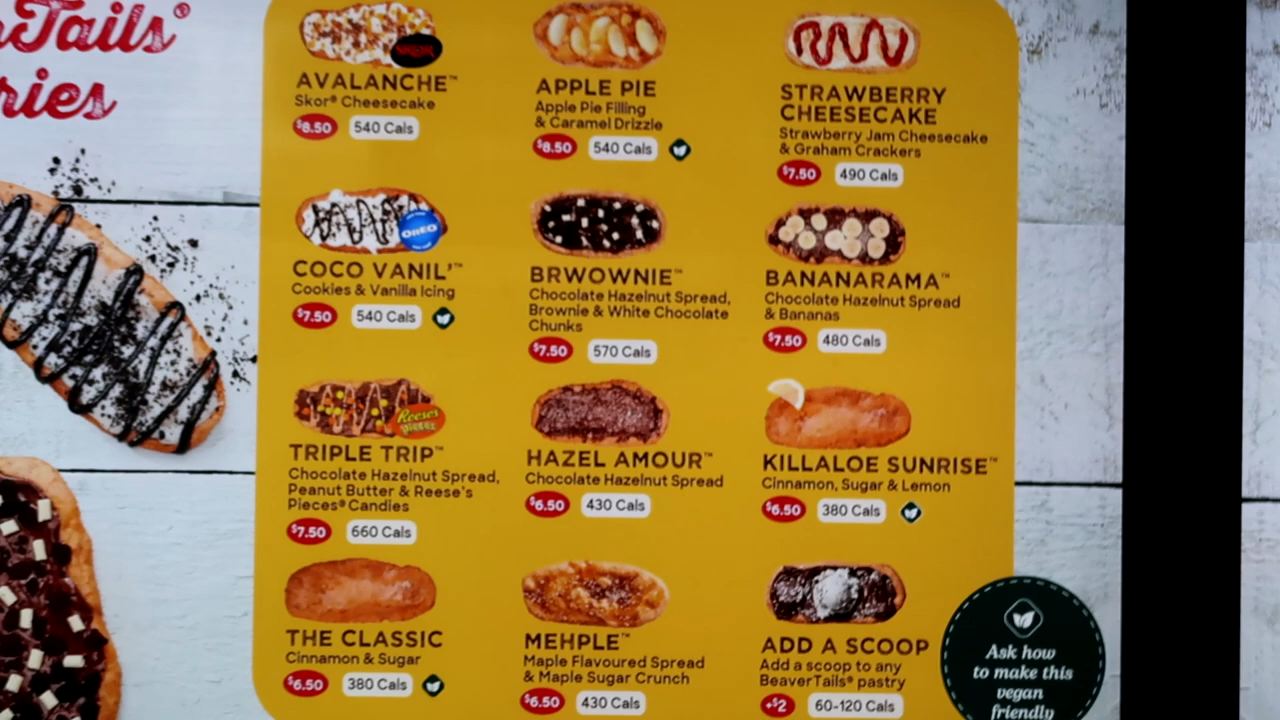 Tails®
ries
AVALANCHE™
Skor® Cheesecake
$8.50 540 Cals
APPLE PIE
Apple Pie Filling
& Caramel Drizzle
$8.50 540 Cals
STRAWBERRY
CHEESECAKE
Strawberry Jam Cheesecake
& Graham Crackers
$7.50 490 Cals
OREO
COCO VANIL'™
Cookies & Vanilla Icing
$7.50 540 Cals
BRWOWNIE™
Chocolate Hazelnut Spread,
Brownie & White Chocolate
Chunks
$7.50 570 Cals
BANANARAMA™
Chocolate Hazelnut Spread
& Bananas
$7.50 480 Cals
Reese's
pieces
TRIPLE TRIP™
Chocolate Hazelnut Spread,
Peanut Butter & Reese's
Pieces® Candies
$7.50 660 Cals
HAZEL AMOUR™
Chocolate Hazelnut Spread
$6.50 430 Cals
KILLALOE SUNRISE™
Cinnamon, Sugar & Lemon
$6.50 380 Cals
THE CLASSIC
Cinnamon & Sugar
$6.50 380 Cals
MEHPLE™
Maple Flavoured Spread
& Maple Sugar Crunch
$6.50 430 Cals
ADD A SCOOP
Add a scoop to any
BeaverTails® pastry
+$2 60-120 Cals
Ask how
to make this
vegan
friendly